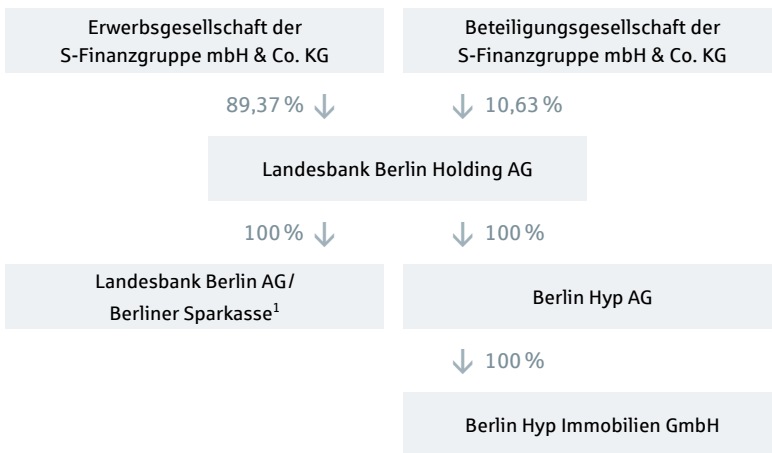 Erwerbsgesellschaft der
S-Finanzgruppe mbH & Co. KG
Beteiligungsgesellschaft der
S-Finanzgruppe mbH & Co. KG
89,37 %
10,63 %
Landesbank Berlin Holding AG
100 %
100 %
Landesbank Berlin AG/
Berliner Sparkasse¹
Berlin Hyp AG
100 %
Berlin Hyp Immobilien GmbH